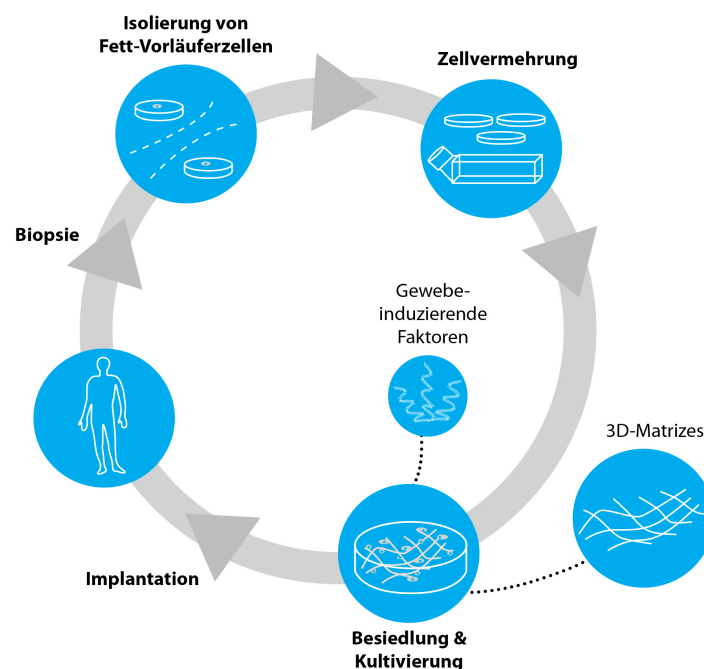 Isolierung von
Fett-Vorläuferzellen
Zellvermehrung
Biopsie
Gewebe-
induzierende
Faktoren
3D-Matrizes
Implantation
Besiedlung &
Kultivierung